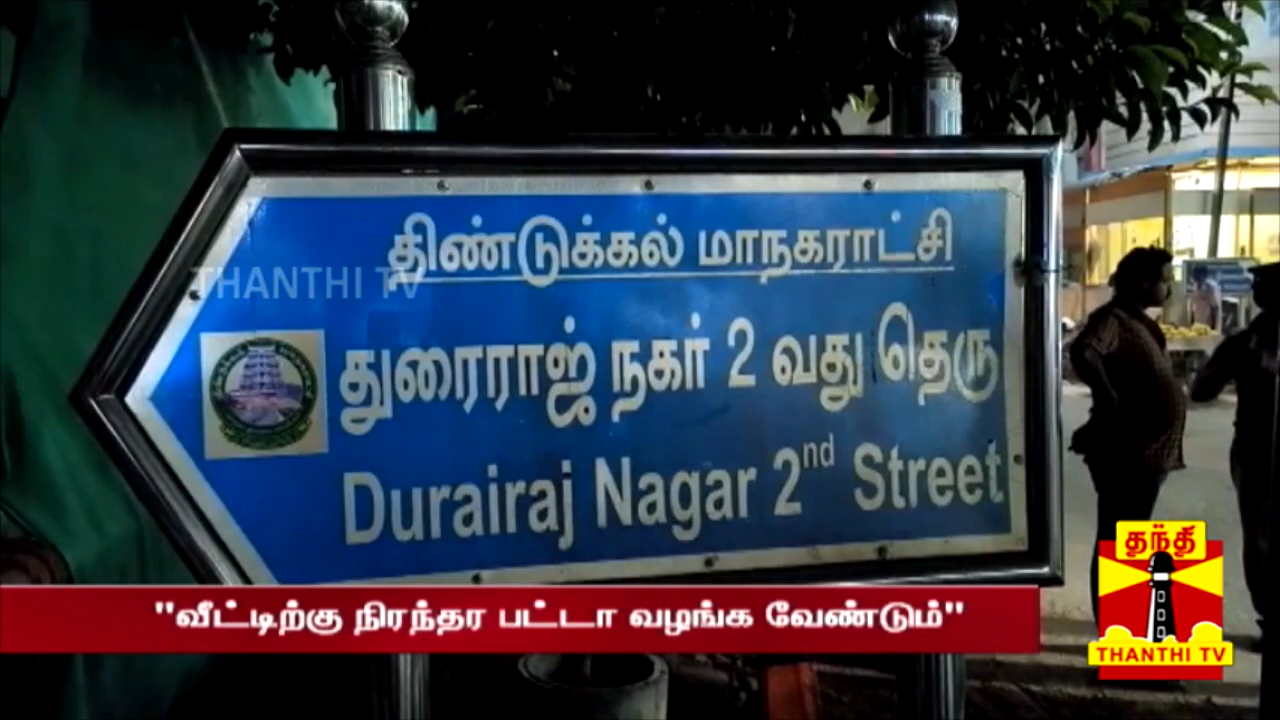 திண்டுக்கல் மாநகராட்சி
THANTHI TV
துரைராஜ் நகர் 2 வது தெரு
Durairaj Nagar 2nd Street
"வீட்டிற்கு நிரந்தர பட்டா வழங்க வேண்டும்"
தந்தி
THANTHI TV